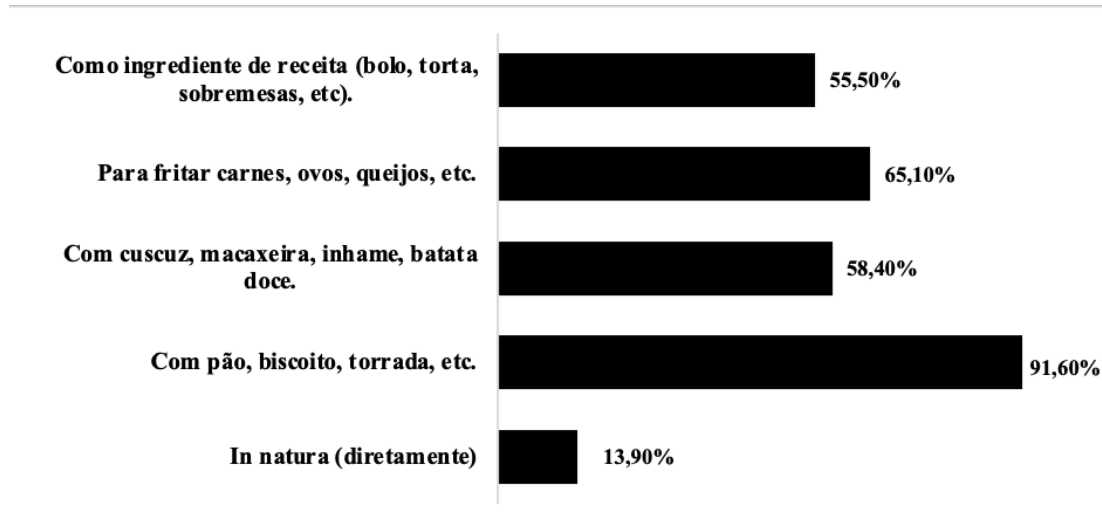 Como ingrediente de receita (bolo, torta,
sobremesas, etc).
55,50%
Para fritar carnes, ovos, queijos, etc.
65,10%
Com cuscuz, macaxeira, inhame, batata
doce.
58,40%
Com pão, biscoito, torrada, etc.
91,60%
In natura (diretamente)
13,90%